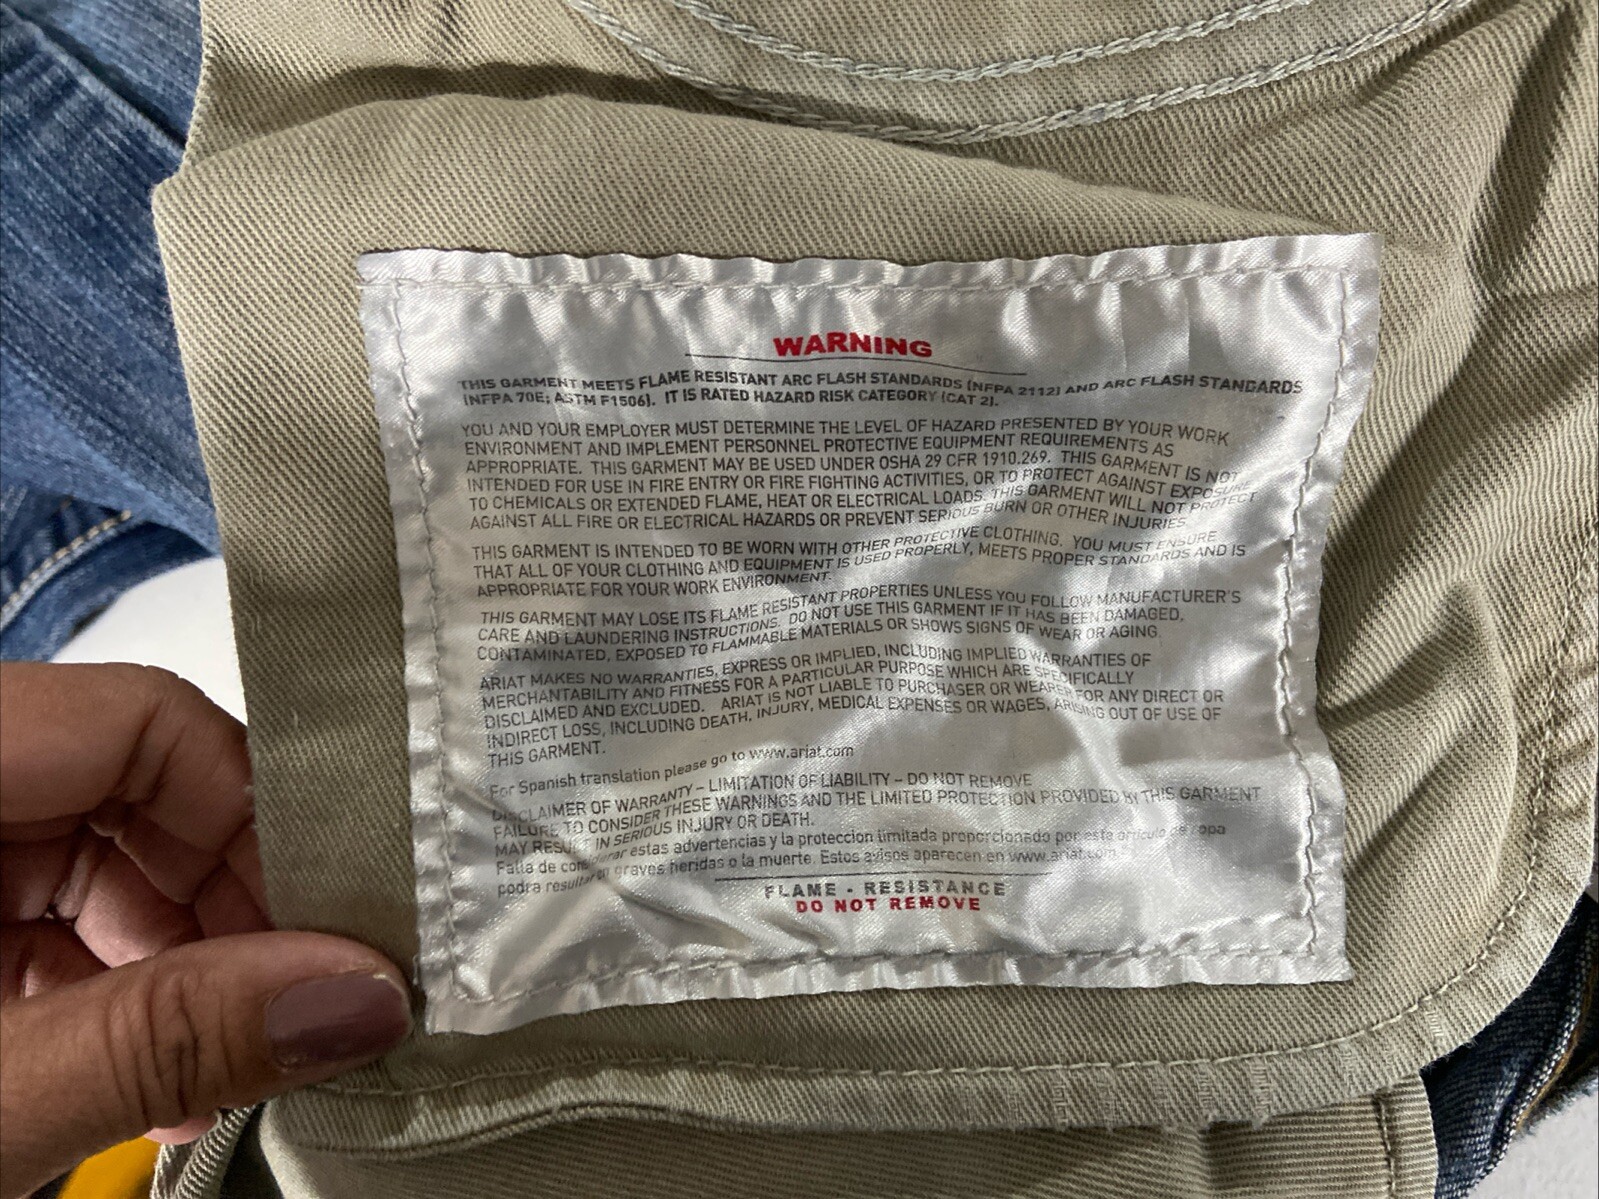 WARNING
THIS GARMENT MEETS FLAME RESISTANT ARC FLASH STANDARDS (NFPA 2112) AND ARC FLASH STANDARDS
(NFPA 70E; ASTM F1506). IT IS RATED HAZARD RISK CATEGORY (CAT 2).
YOU AND YOUR EMPLOYER MUST DETERMINE THE LEVEL OF HAZARD PRESENTED BY YOUR WORK
ENVIRONMENT AND IMPLEMENT PERSONNEL PROTECTIVE EQUIPMENT REQUIREMENTS AS
APPROPRIATE. THIS GARMENT MAY BE USED UNDER OSHA 29 CFR 1910.269. THIS GARMENT IS NOT
INTENDED FOR USE IN FIRE ENTRY OR FIRE FIGHTING ACTIVITIES, OR TO PROTECT AGAINST EXPOSURE
TO CHEMICALS OR EXTENDED FLAME, HEAT OR ELECTRICAL LOADS. THIS GARMENT WILL NOT PROTECT
AGAINST ALL FIRE OR ELECTRICAL HAZARDS OR PREVENT SERIOUS BURN OR OTHER INJURIES.
THIS GARMENT IS INTENDED TO BE WORN WITH OTHER PROTECTIVE CLOTHING. YOU MUST ENSURE
THAT ALL OF YOUR CLOTHING AND EQUIPMENT IS USED PROPERLY, MEETS PROPER STANDARDS AND IS
APPROPRIATE FOR YOUR WORK ENVIRONMENT.
THIS GARMENT MAY LOSE ITS FLAME RESISTANT PROPERTIES UNLESS YOU FOLLOW MANUFACTURER'S
CARE AND LAUNDERING INSTRUCTIONS. DO NOT USE THIS GARMENT IF IT HAS BEEN DAMAGED,
CONTAMINATED, EXPOSED TO FLAMMABLE MATERIALS OR SHOWS SIGNS OF WEAR OR AGING.
ARIAT MAKES NO WARRANTIES, EXPRESS OR IMPLIED, INCLUDING IMPLIED WARRANTIES OF
MERCHANTABILITY AND FITNESS FOR A PARTICULAR PURPOSE WHICH ARE SPECIFICALLY
DISCLAIMED AND EXCLUDED. ARIAT IS NOT LIABLE TO PURCHASER OR WEARER FOR ANY DIRECT OR
INDIRECT LOSS, INCLUDING DEATH, INJURY, MEDICAL EXPENSES OR WAGES, ARISING OUT OF USE OF
THIS GARMENT.
For Spanish translation please go to www.ariat.com
DISCLAIMER OF WARRANTY – LIMITATION OF LIABILITY – DO NOT REMOVE
FAILURE TO CONSIDER THESE WARNINGS AND THE LIMITED PROTECTION PROVIDED BY THIS GARMENT
MAY RESULT IN SERIOUS INJURY OR DEATH.
Falla de considerar estas advertencias y la proteccion limitada proporcionado por esta articulo de ropa
podra resultar en graves heridas o la muerte. Estos avisos aparecen en www.ariat.com
FLAME - RESISTANCE
DO NOT REMOVE